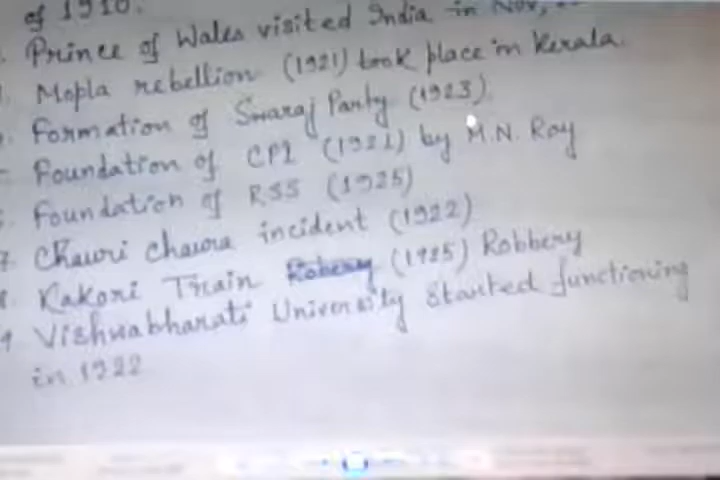 of 1910.
Prince of Wales visited India in Nov,
Mopla rebellion (1921) took place in Kerala.
Formation of Swaraj Party (1923)
Foundation of CPI (1921) by M.N. Roy
Foundation of RSS (1925)
7 Chauri chaura incident (1922)
8. Kakori Train (1925) Robbery
9 Vishwabharati University started functioning
in 1922